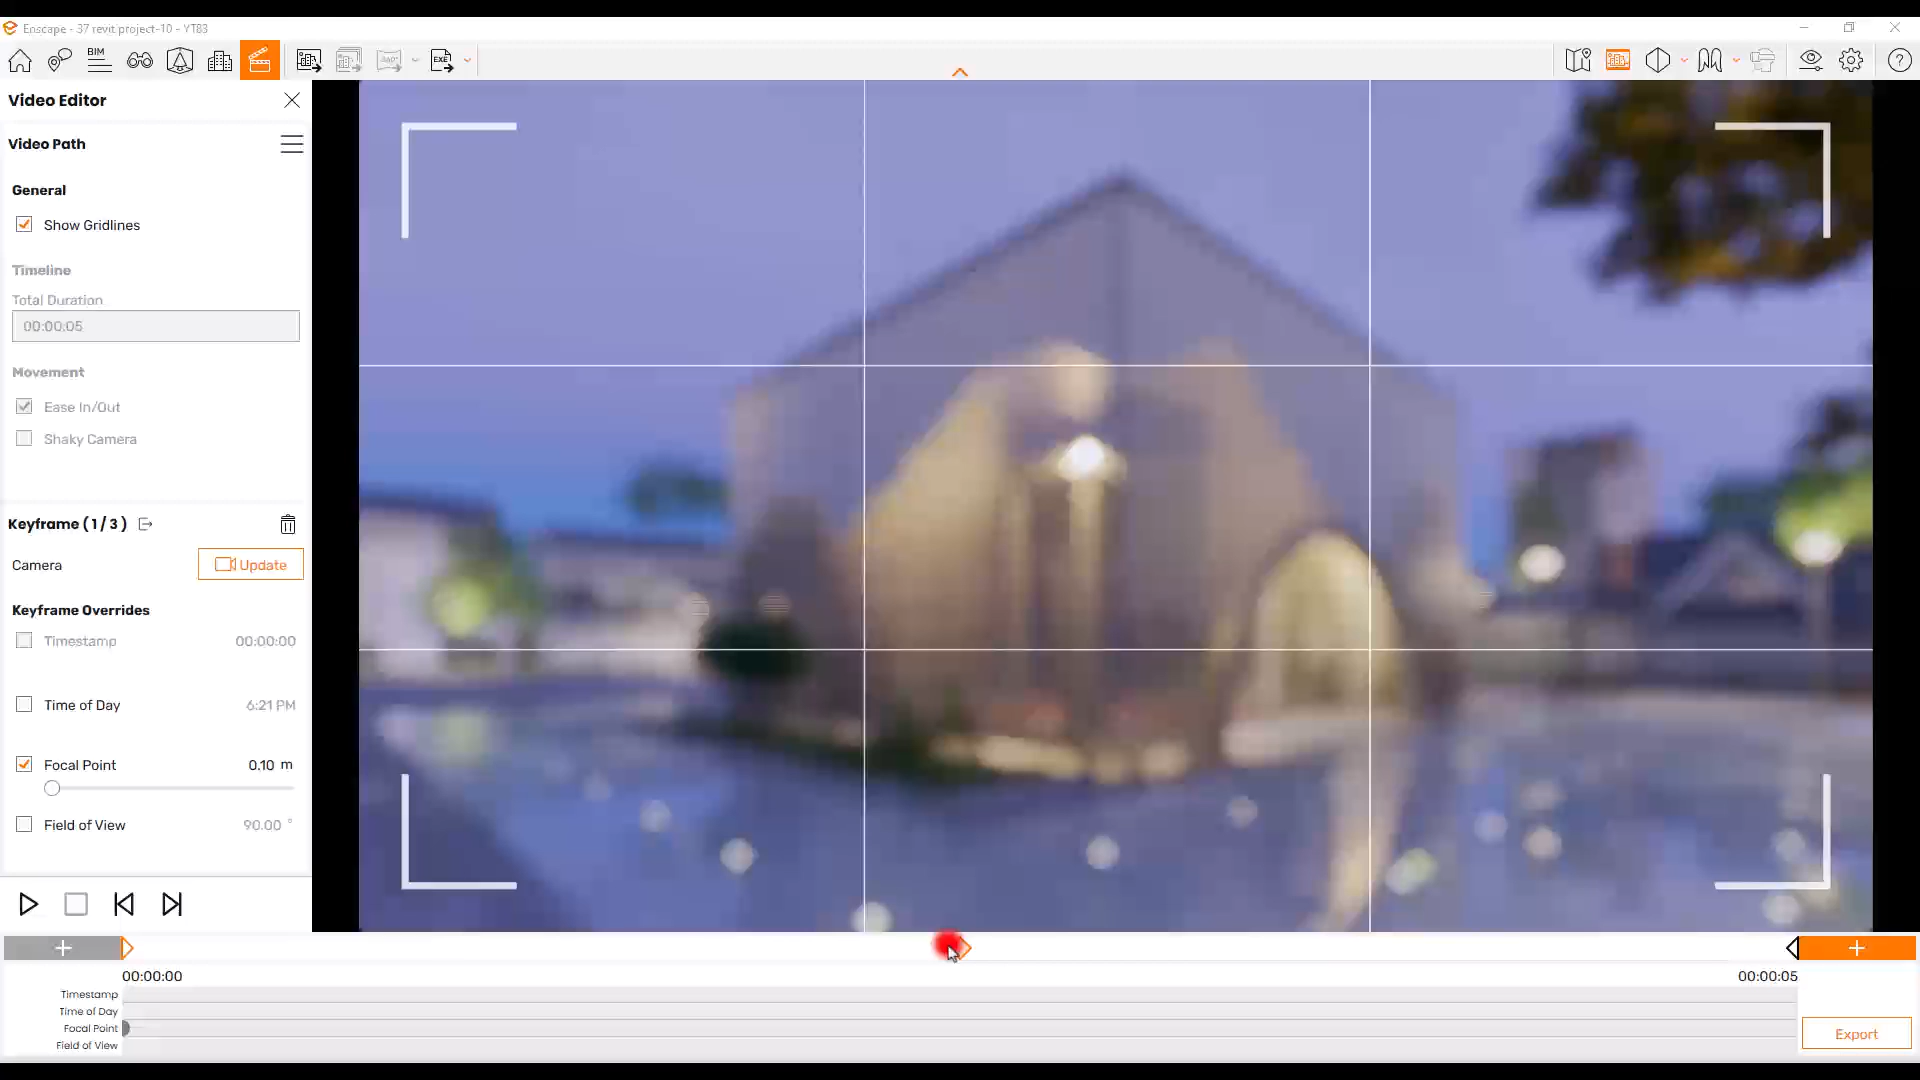 Enscape - 37 revit project-10 - YT83
BIM
360°
EXE
?
Video Editor
Video Path
General
Show Gridlines
Timeline
Total Duration
00:00:05
Movement
Ease In/Out
Shaky Camera
Keyframe ( 1 / 3 )
Camera
Update
Keyframe Overrides
Timestamp 00:00:00
Time of Day 6:21 PM
Focal Point 0.10 m
Field of View 90.00 °
00:00:00 00:00:05
Timestamp
Time of Day
Focal Point
Field of View
Export